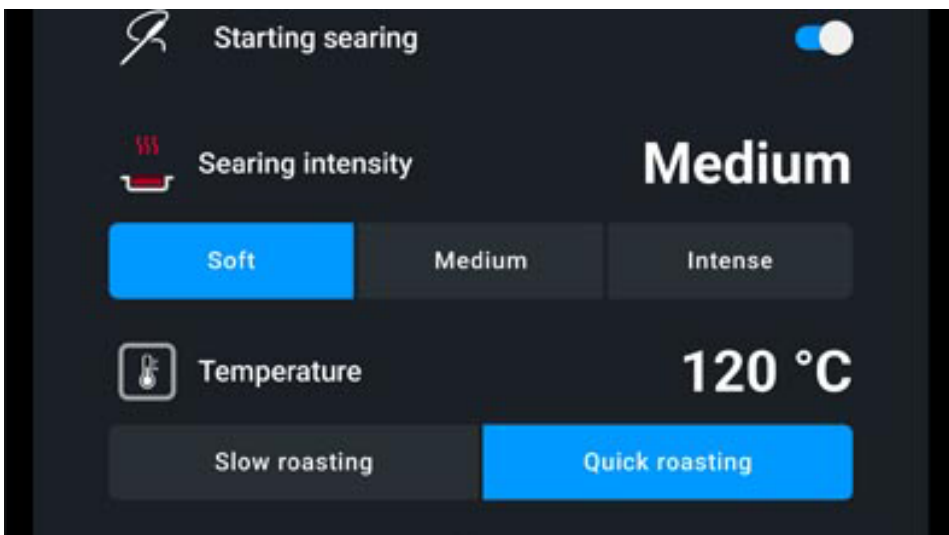 Starting searing
Searing intensity Medium
Soft Medium Intense
Temperature 120 °C
Slow roasting Quick roasting